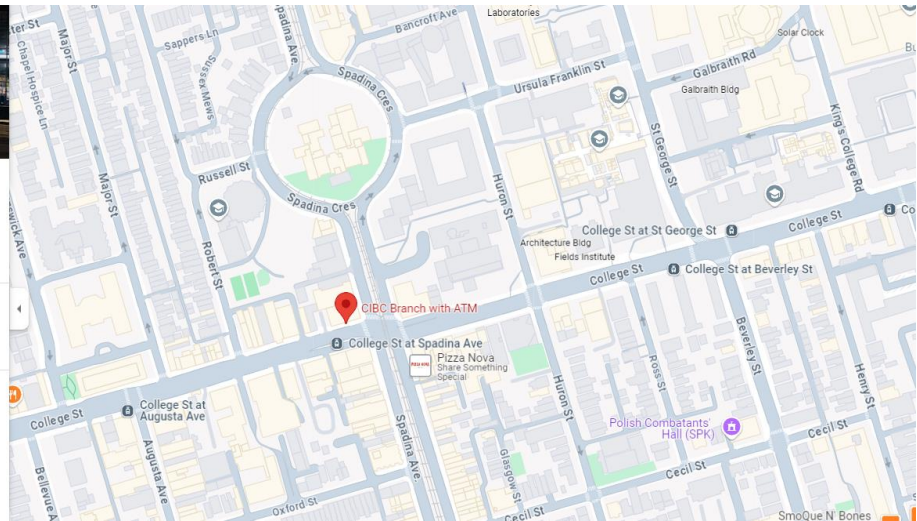 Laboratories
Bancroft Ave
Spadina Ave
Major St
Sappers Ln
Chapel Hospice Ln
Sussex Mews
Spadina Cres
Ursula Franklin St
Solar Clock
Galbraith Rd
Galbraith Bldg
King's College Rd
St George St
Russell St
Major St
Spadina Cres
Huron St
Robert St
College St at St George St
College St
Architecture Bldg
Fields Institute
College St
College St at Beverley St
CIBC Branch with ATM
College St at Spadina Ave
Pizza Nova
Share Something
Special
Beverley St
Ross St
Henry St
Huron St
College St at
Augusta Ave
College St
Augusta Ave
Bellevue A
Spadina Ave
Polish Combatants'
Hall (SPK)
Cecil St
Cecil St
Glasgow St
Oxford St
Cecil St
SmoQue N' Bones